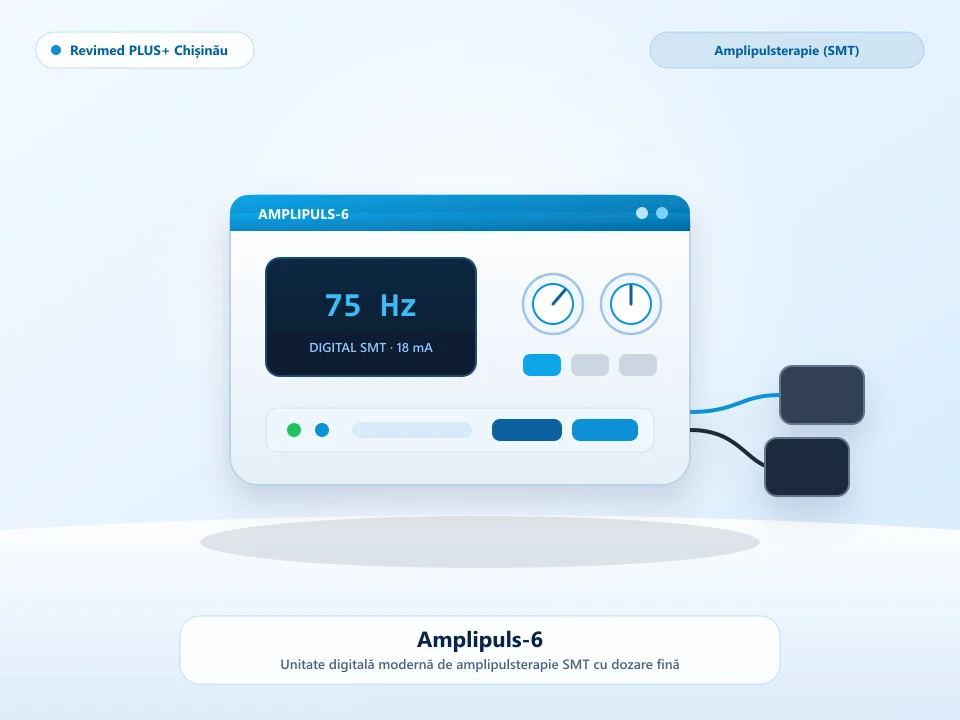 Revimed PLUS+ Chișinău
Amplipulsterapie (SMT)
AMPLIPULS-6
75 Hz
DIGITAL SMT · 18 mA
Amplipuls-6
Unitate digitală modernă de amplipulsterapie SMT cu dozare fină